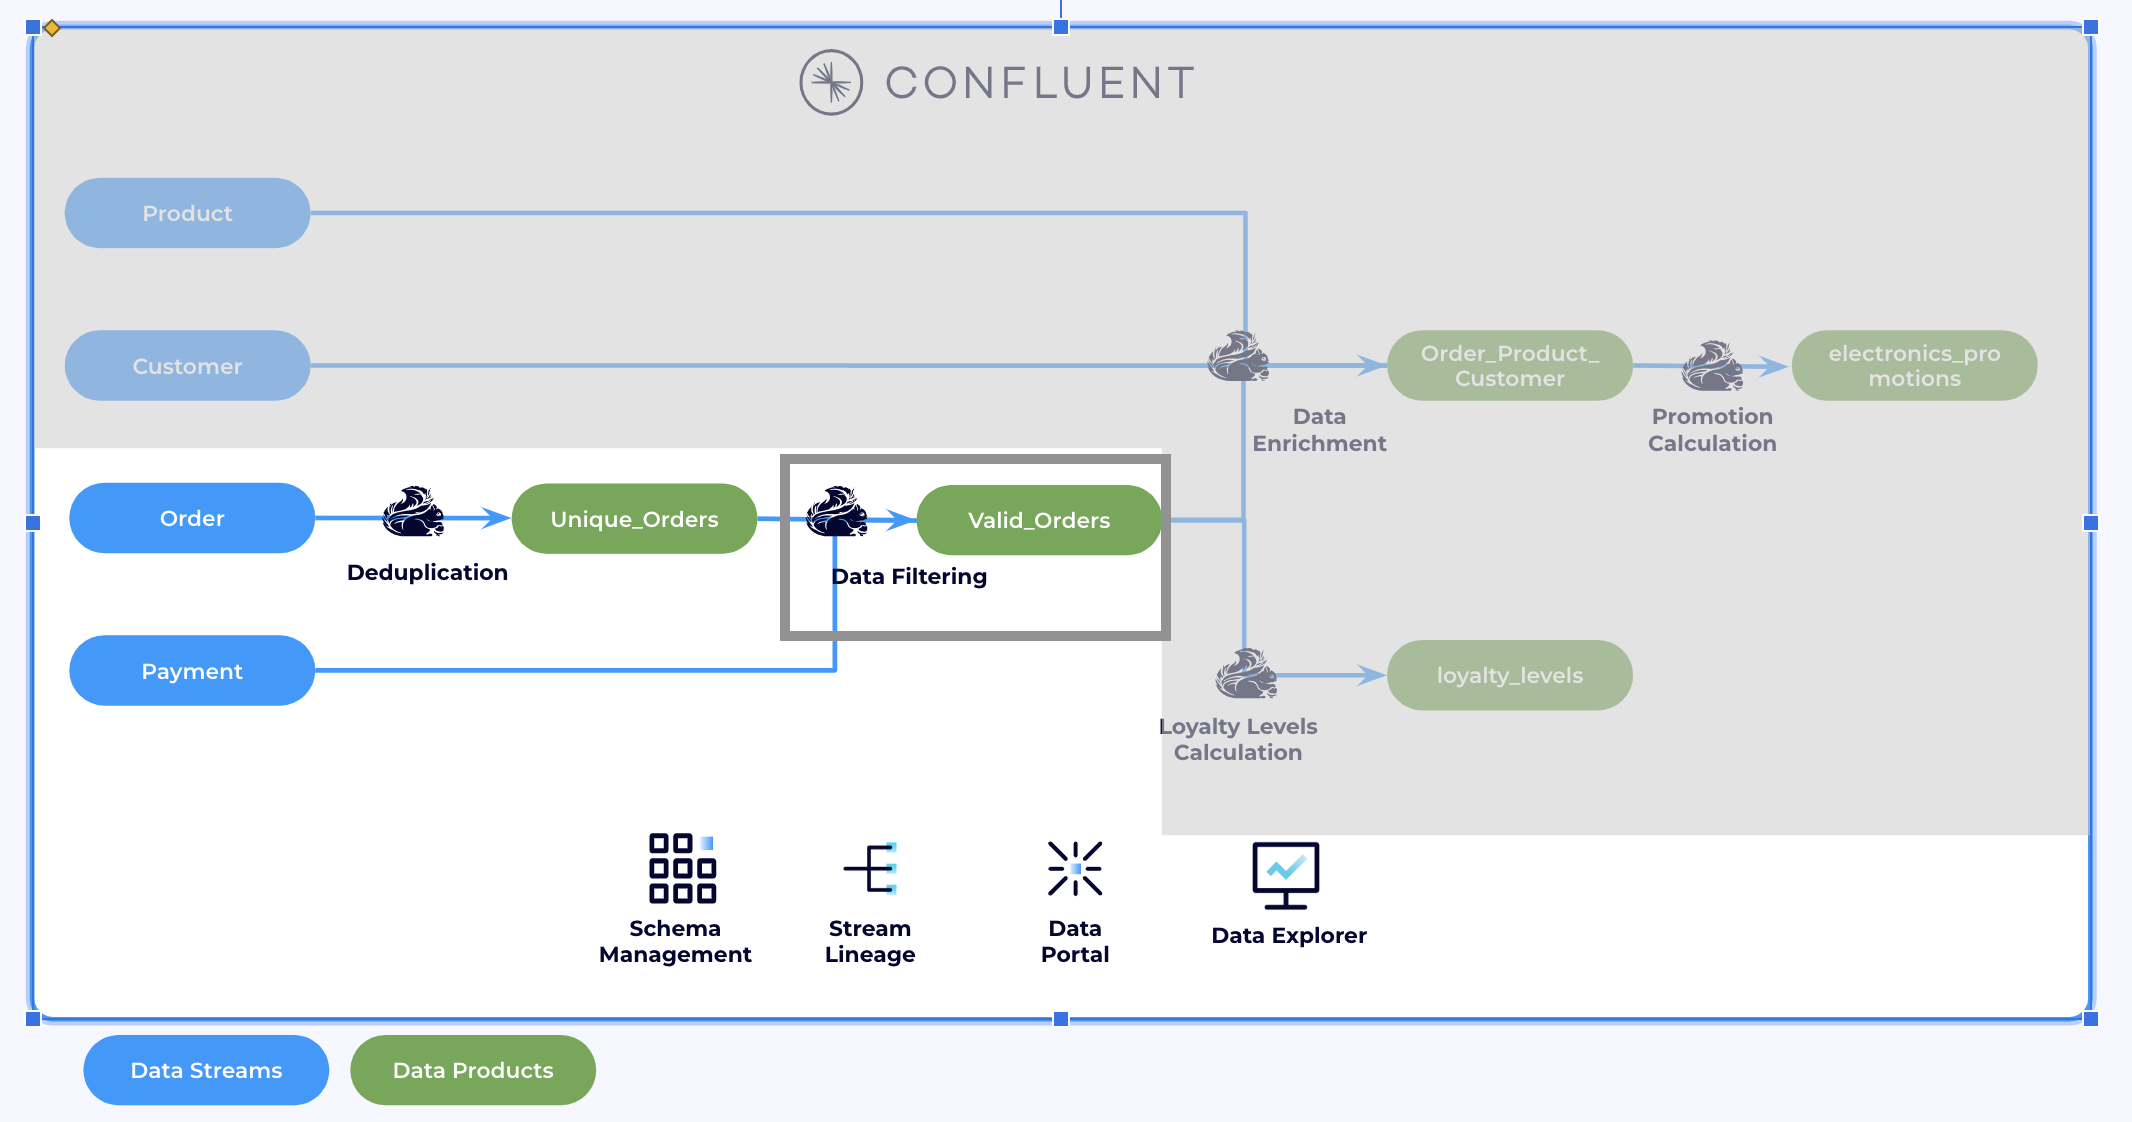 CONFLUENT
Product
Customer
Order_Product_
Customer
electronics_pro
motions
Data
Enrichment
Promotion
Calculation
Order
Unique_Orders
Valid_Orders
Deduplication
Data Filtering
Payment
loyalty_levels
Loyalty Levels
Calculation
Schema
Management
Stream
Lineage
Data
Portal
Data Explorer
Data Streams
Data Products